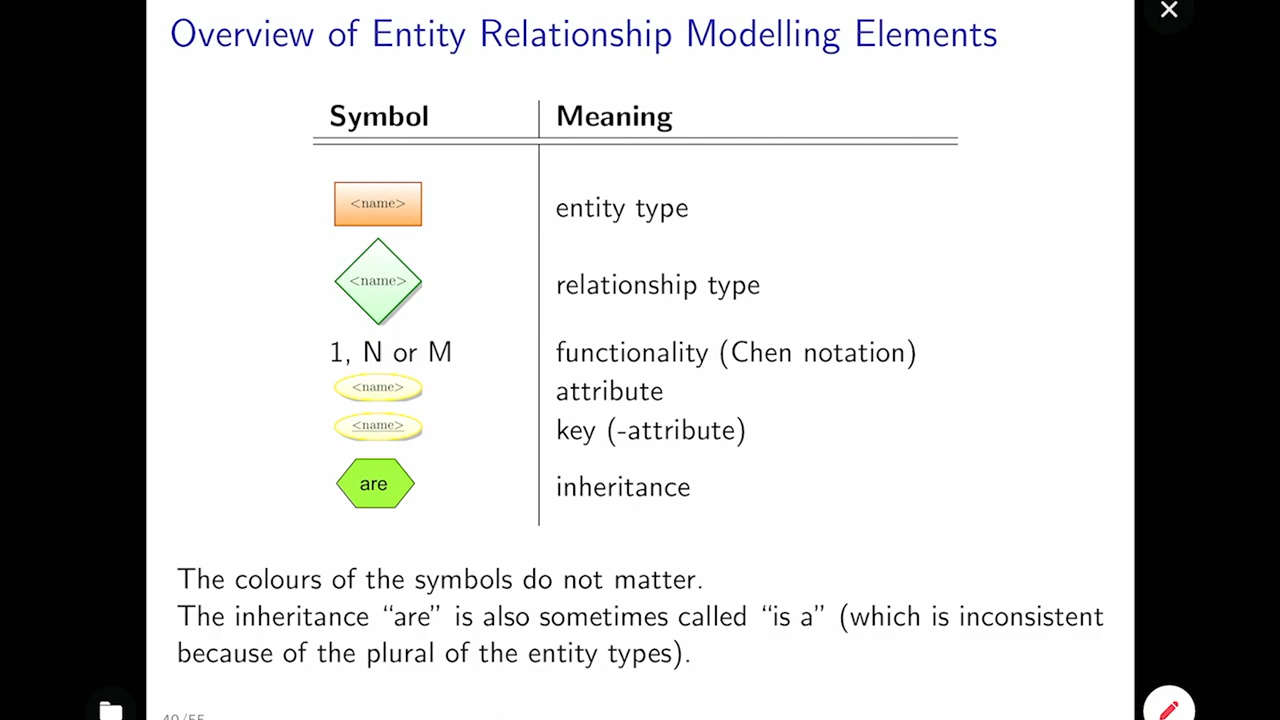 Overview of Entity Relationship Modelling Elements
Symbol Meaning
<name> entity type
<name> relationship type
1, N or M functionality (Chen notation)
<name> attribute
<name> key (-attribute)
are inheritance
The colours of the symbols do not matter.
The inheritance “are” is also sometimes called “is a” (which is inconsistent
because of the plural of the entity types).
40/55